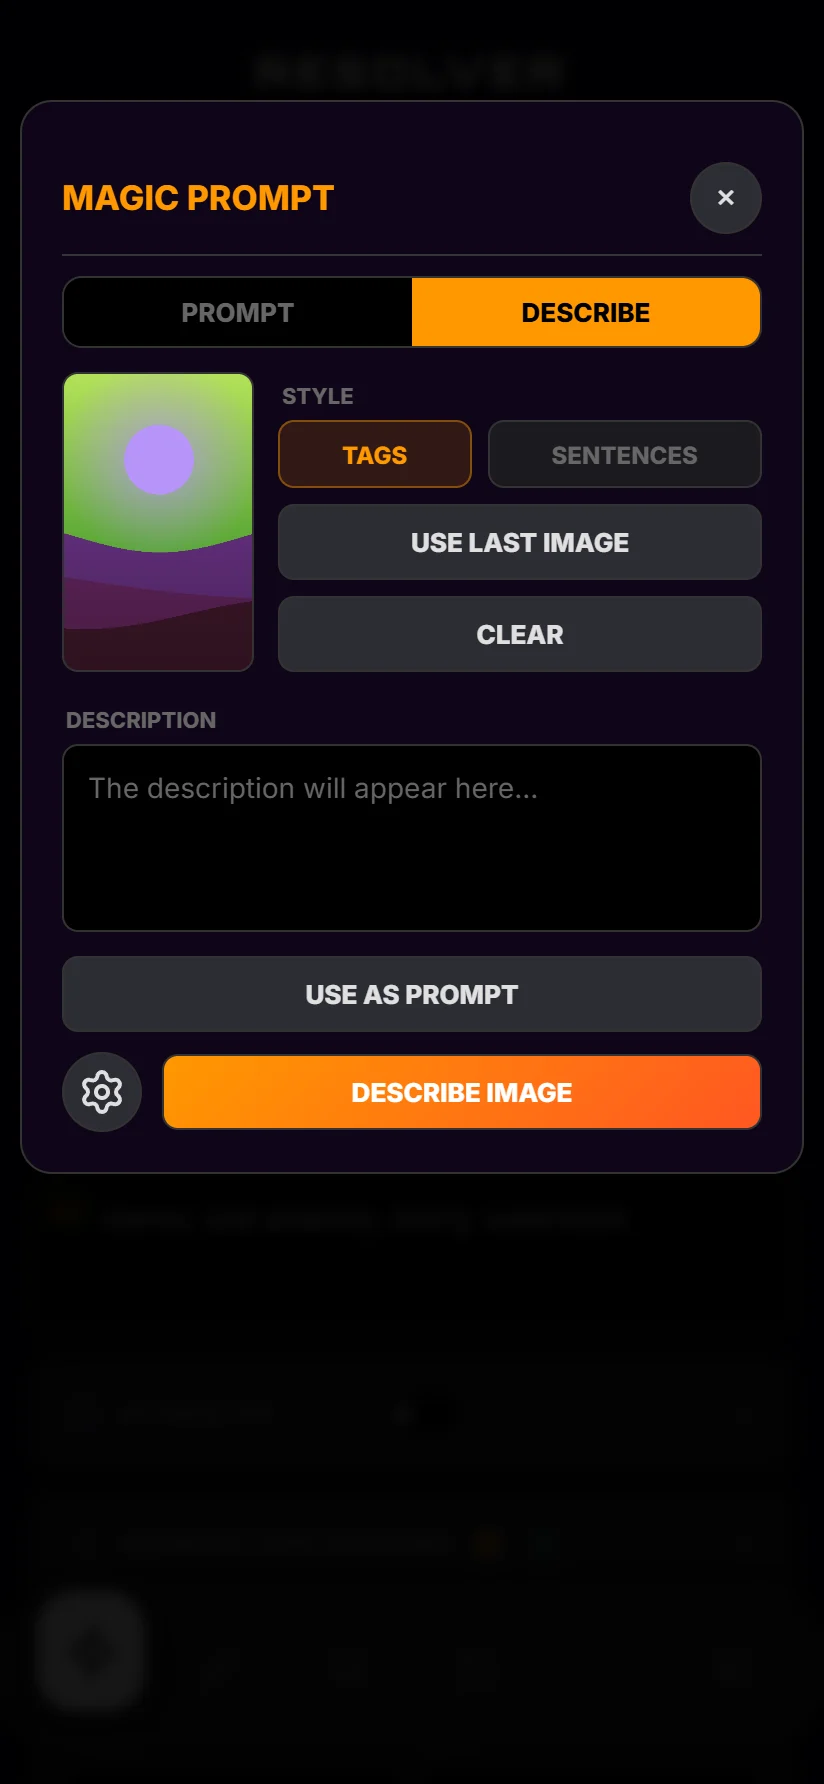 RESOLVER
MAGIC PROMPT
PROMPT
DESCRIBE
STYLE
TAGS
SENTENCES
USE LAST IMAGE
CLEAR
DESCRIPTION
The description will appear here...
USE AS PROMPT
DESCRIBE IMAGE